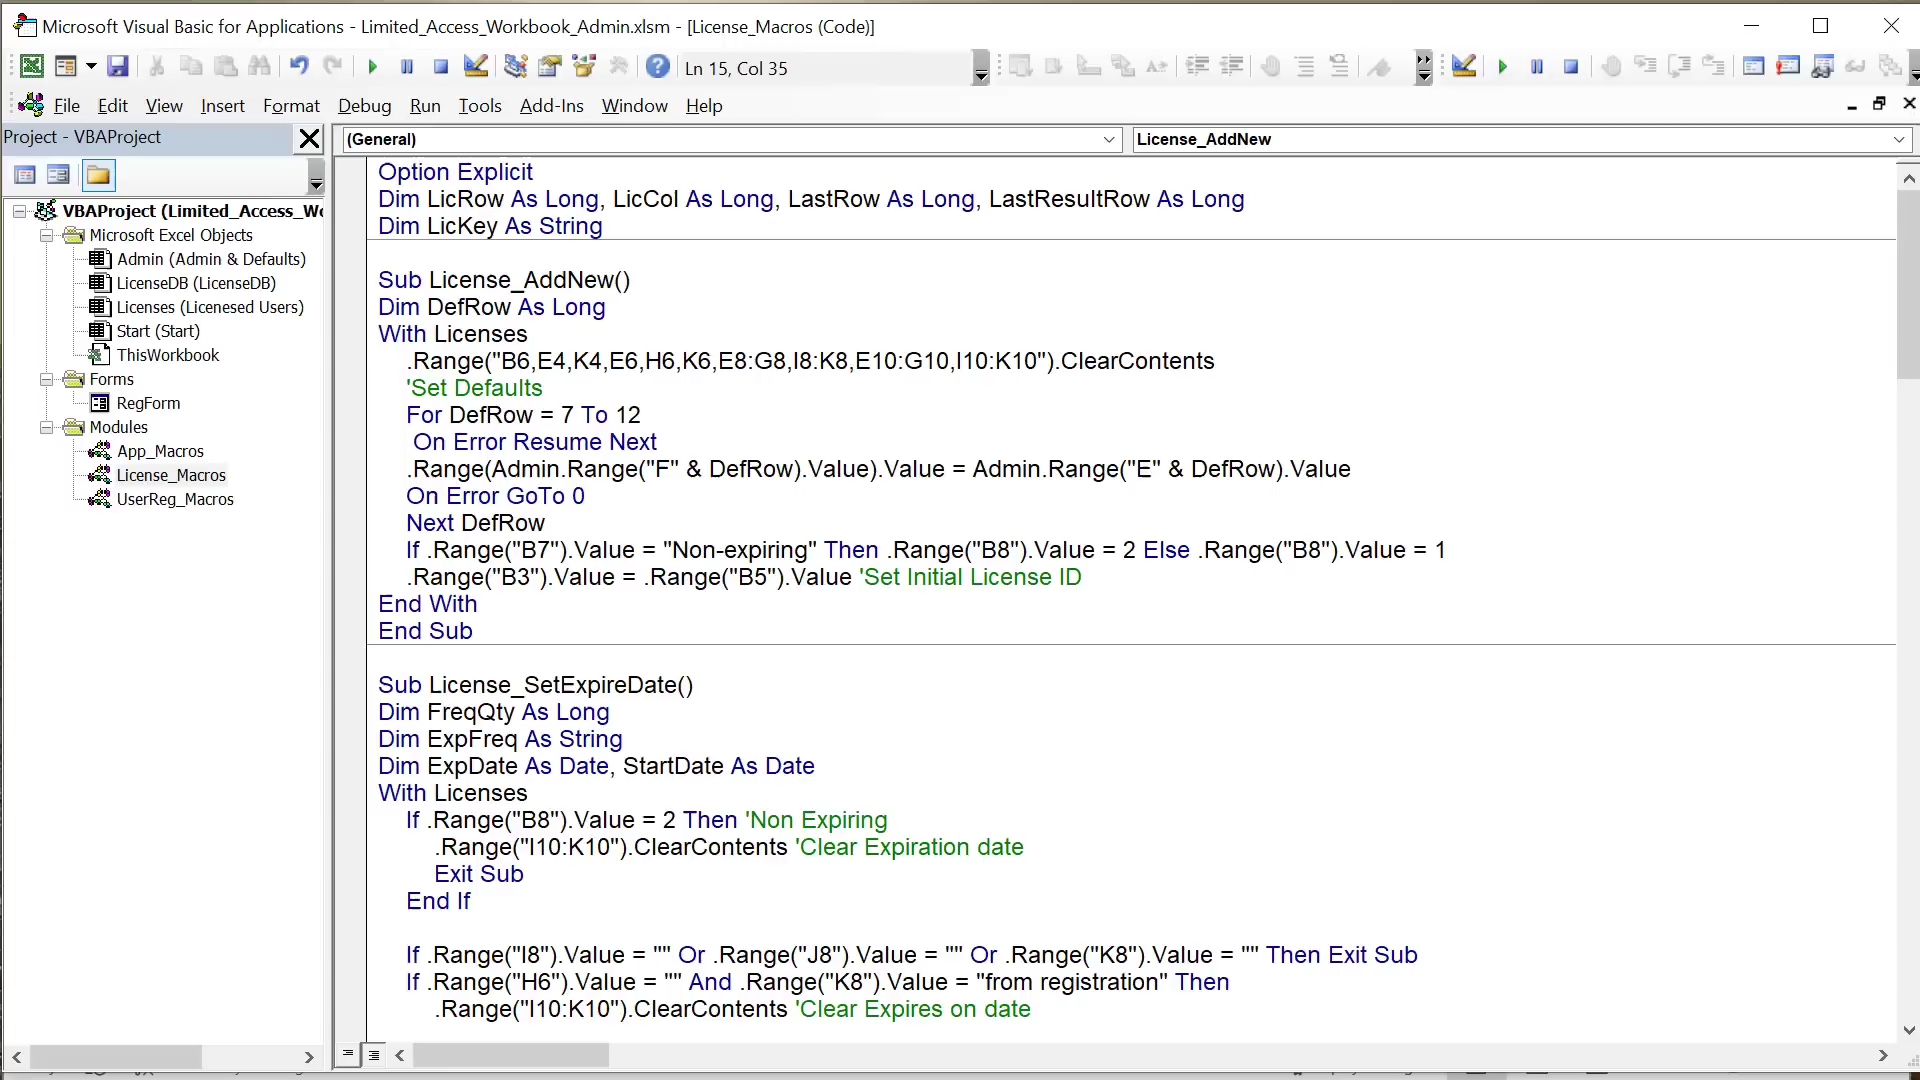 Microsoft Visual Basic for Applications - Limited_Access_Workbook_Admin.xlsm - [License_Macros (Code)]
Ln 15, Col 35
File Edit View Insert Format Debug Run Tools Add-Ins Window Help
Project - VBAProject
(General)
License_AddNew
VBAProject (Limited_Access_Wo
Microsoft Excel Objects
Admin (Admin & Defaults)
LicenseDB (LicenseDB)
Licenses (Licenesed Users)
Start (Start)
ThisWorkbook
Forms
RegForm
Modules
App_Macros
License_Macros
UserReg_Macros
Option Explicit
Dim LicRow As Long, LicCol As Long, LastRow As Long, LastResultRow As Long
Dim LicKey As String
Sub License_AddNew()
Dim DefRow As Long
With Licenses
.Range("B6,E4,K4,E6,H6,K6,E8:G8,I8:K8,E10:G10,I10:K10").ClearContents
'Set Defaults
For DefRow = 7 To 12
On Error Resume Next
.Range(Admin.Range("F" & DefRow).Value).Value = Admin.Range("E" & DefRow).Value
On Error GoTo 0
Next DefRow
If .Range("B7").Value = "Non-expiring" Then .Range("B8").Value = 2 Else .Range("B8").Value = 1
.Range("B3").Value = .Range("B5").Value 'Set Initial License ID
End With
End Sub
Sub License_SetExpireDate()
Dim FreqQty As Long
Dim ExpFreq As String
Dim ExpDate As Date, StartDate As Date
With Licenses
If .Range("B8").Value = 2 Then 'Non Expiring
.Range("I10:K10").ClearContents 'Clear Expiration date
Exit Sub
End If
If .Range("I8").Value = "" Or .Range("J8").Value = "" Or .Range("K8").Value = "" Then Exit Sub
If .Range("H6").Value = "" And .Range("K8").Value = "from registration" Then
.Range("I10:K10").ClearContents 'Clear Expires on date